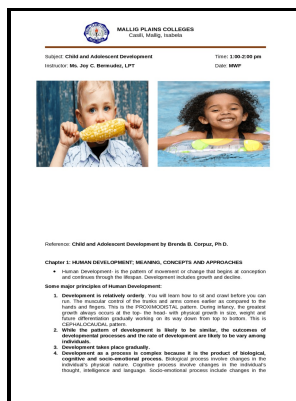 MALLIG PLAINS COLLEGES
Casili, Mallig, Isabela
Subject: Child and Adolescent Development Time: 1:00-2:00 pm
Instructor: Ms. Joy C. Bermudez, LPT Date: MWF
Reference: Child and Adolescent Development by Brenda B. Corpuz, Ph D.
Chapter 1: HUMAN DEVELOPMENT; MEANING, CONCEPTS AND APPROACHES
• Human Development- is the pattern of movement or change that begins at conception
and continues through the lifespan. Development includes growth and decline.
Some major principles of Human Development:
1. Development is relatively orderly. You will learn how to sit and crawl before you can
run. The muscular control of the trunks and arms comes earlier as compared to the
hands and fingers. This is the PROXIMODISTAL pattern. During infancy, the greatest
growth always occurs at the top- the head- with physical growth in size, weight and
future differentiation gradually working on its way down from top to bottom. This is
CEPHALOCAUDAL pattern.
2. While the pattern of development is likely to be similar, the outcomes of
developmental processes and the rate of development are likely to be vary among
individuals.
3. Development takes place gradually.
4. Development as a process is complex because it is the product of biological,
cognitive and socio-emotional process. Biological process involve changes in the
individual's physical nature. Cognitive process involve changes in the individual's
thought, intelligence and language. Socio-emotional process include changes in the